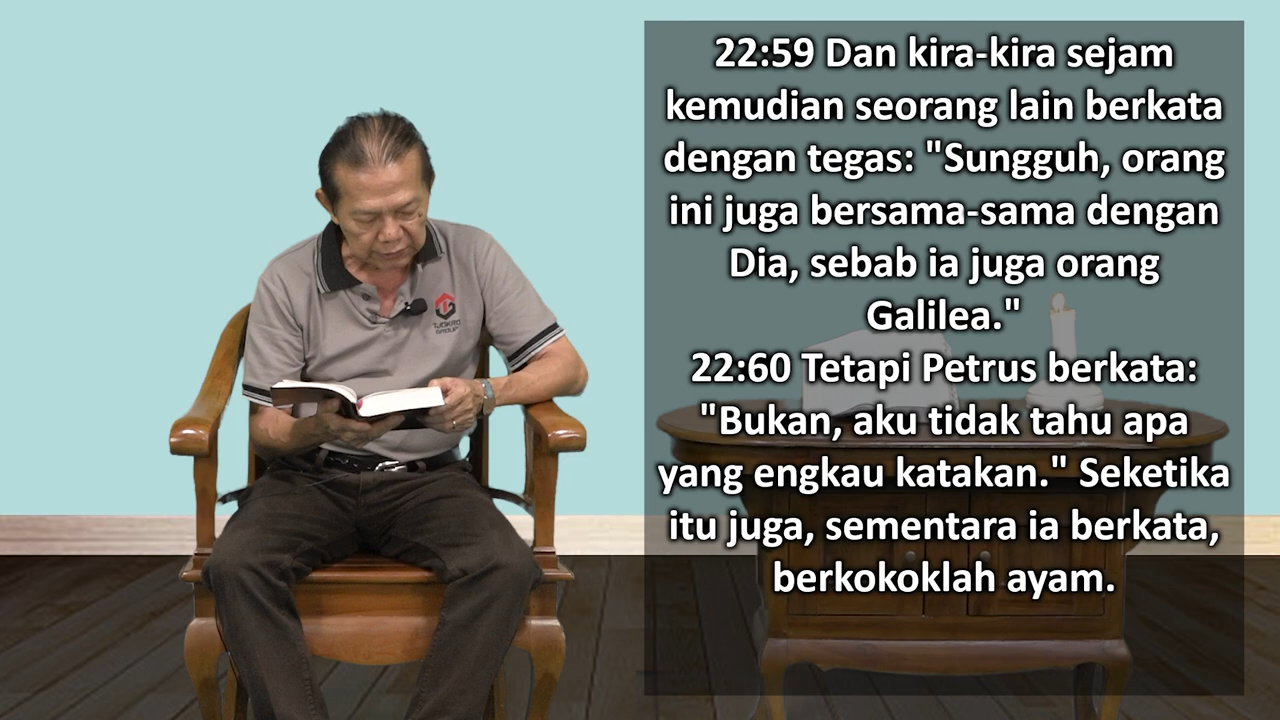 22:59 Dan kira-kira sejam
kemudian seorang lain berkata
dengan tegas: "Sungguh, orang
ini juga bersama-sama dengan
Dia, sebab ia juga orang
Galilea."
22:60 Tetapi Petrus berkata:
"Bukan, aku tidak tahu apa
yang engkau katakan." Seketika
itu juga, sementara ia berkata,
berkokoklah ayam.
TJOKRO
GROUP